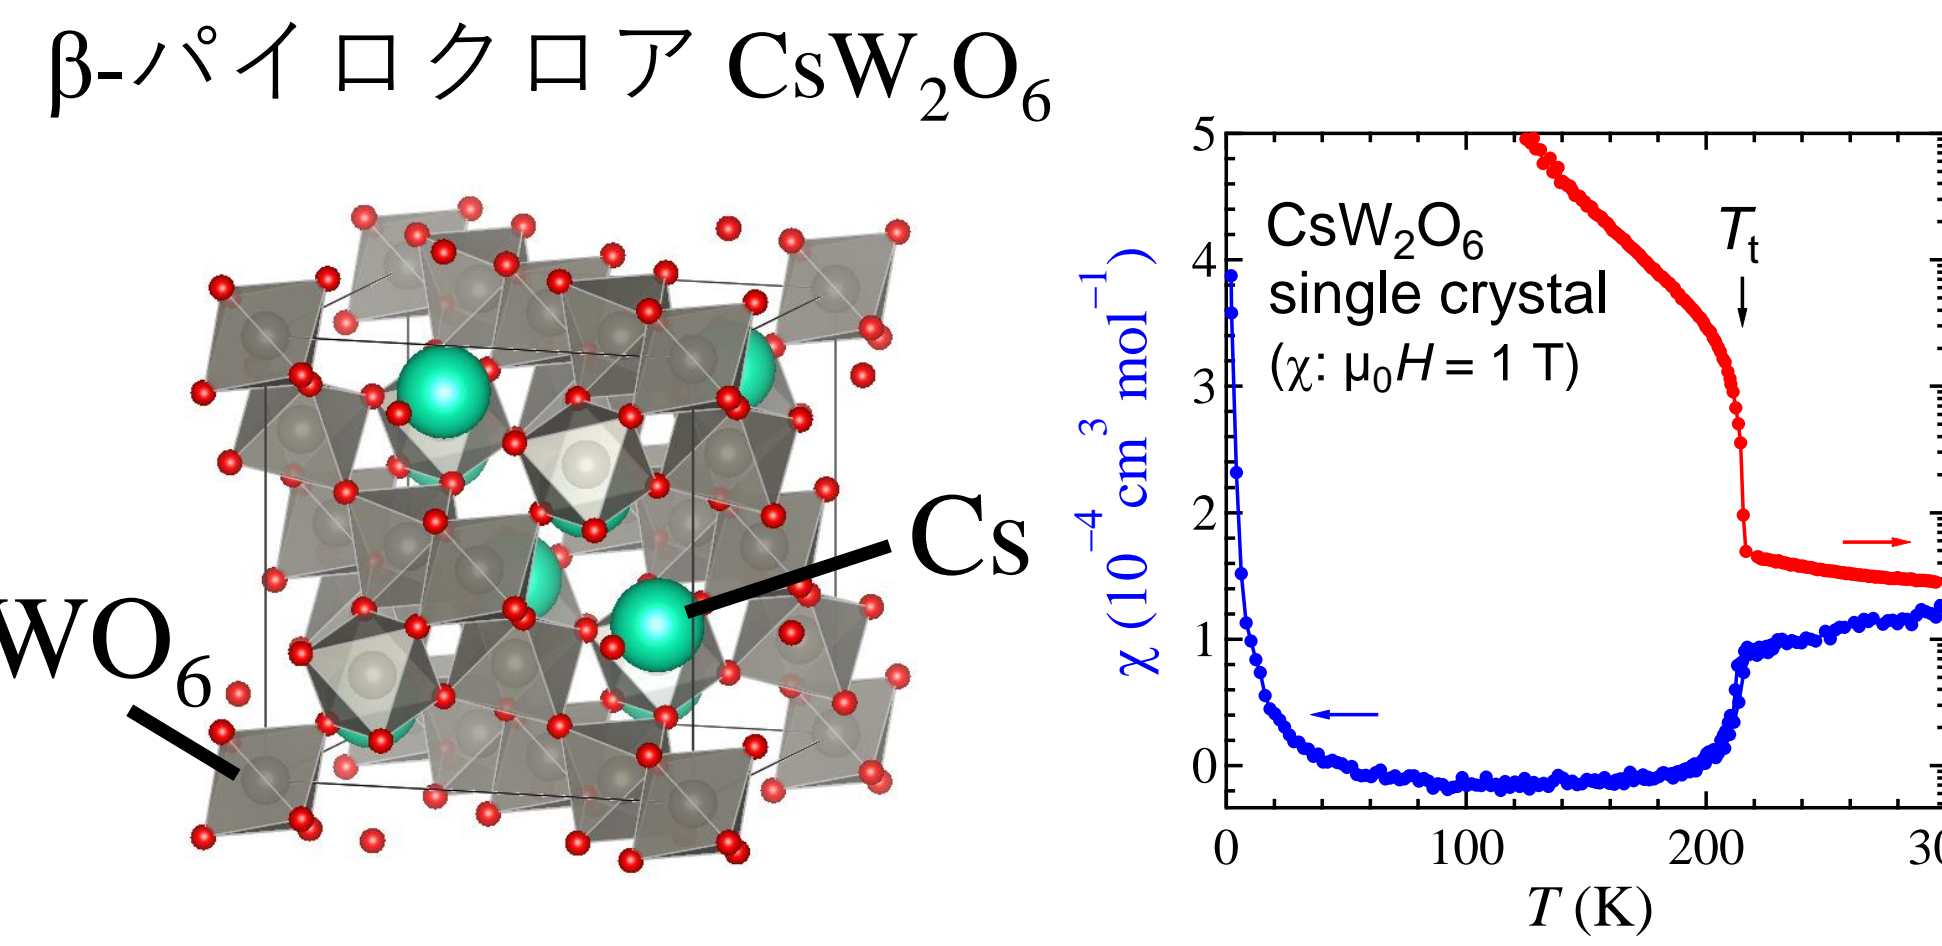 β-パイロクロア CsW₂O₆
Cs
WO₆
5
4
3
2
1
0
χ (10⁻⁴ cm³ mol⁻¹)
CsW₂O₆
single crystal
(χ: μ₀H = 1 T)
Tₜ
0 100 200 30
T (K)